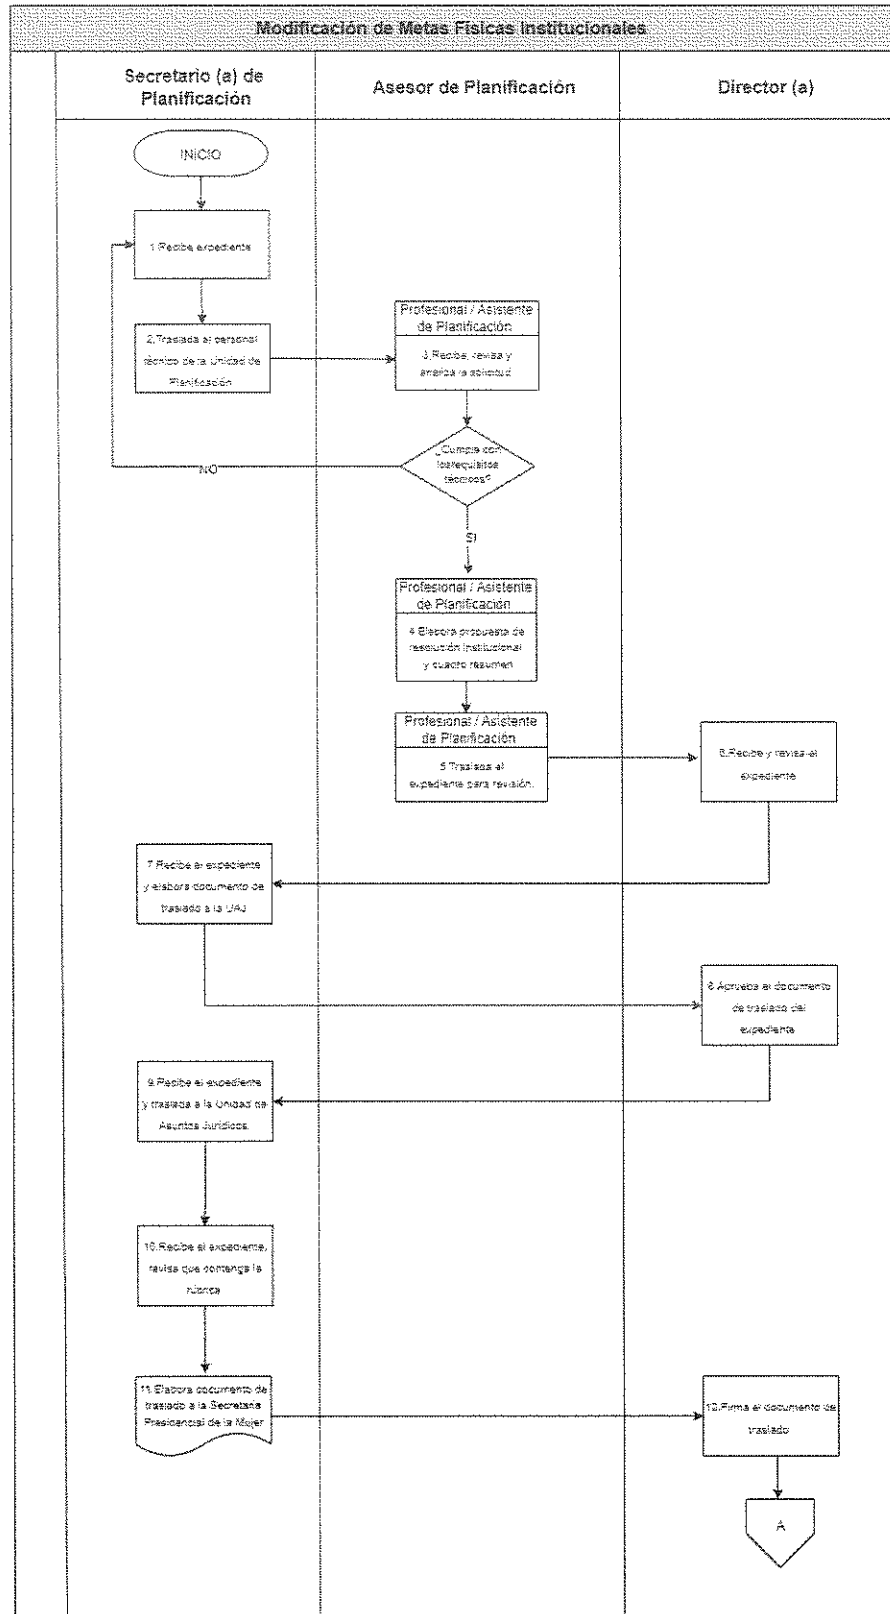 Modificación de Metas Físicas Institucionales
Secretario (a) de
Planificación
Asesor de Planificación
Director (a)
INICIO
1.Recibe expediente
2.Traslada al personal
técnico de la Unidad de
Planificación
Profesional / Asistente
de Planificación
3.Recibe, revisa y
analiza la solicitud
¿Cumple con
los requisitos
técnicos?
NO
SI
Profesional / Asistente
de Planificación
4.Elabora propuesta de
resolución institucional
y cuadro resumen
Profesional / Asistente
de Planificación
5.Traslada el
expediente para revisión.
6.Recibe y revisa el
expediente
7.Recibe el expediente
y elabora documento de
traslado a la UAJ
8.Aprueba el documento
de traslado del
expediente
9.Recibe el expediente
y traslada a la Unidad de
Asuntos Jurídicos.
10.Recibe el expediente,
revisa que contenga la
rubrica
11.Elabora documento de
traslado a la Secretaria
Presidencial de la Mujer
12.Firma el documento de
traslado
A